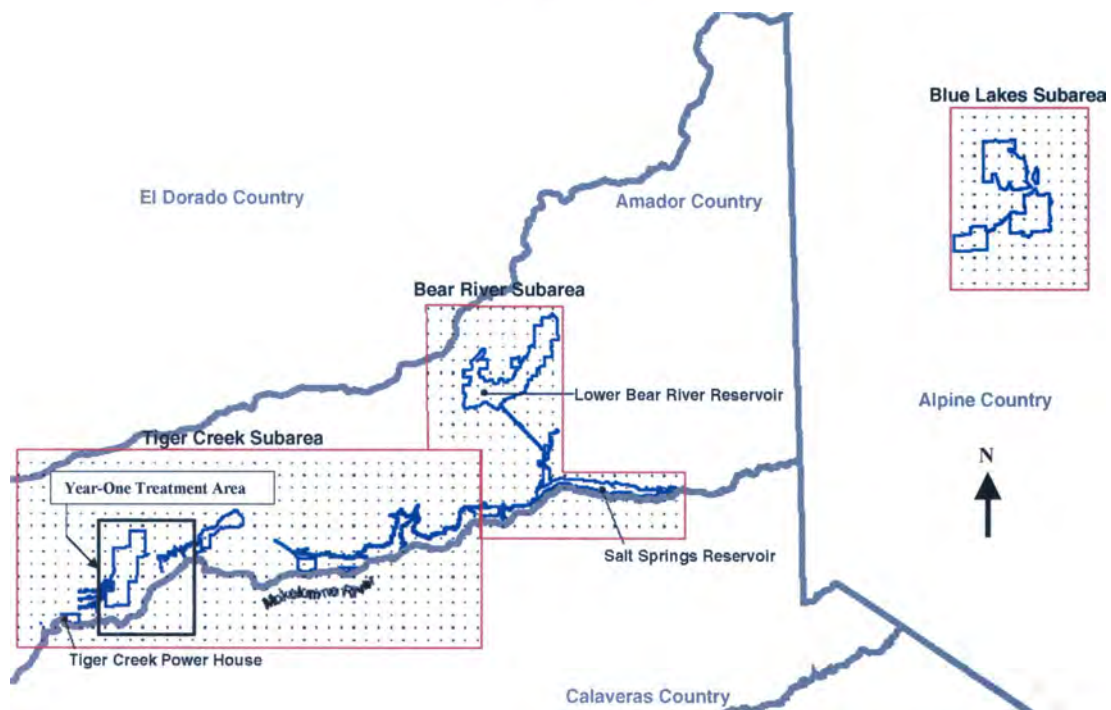 Blue Lakes Subarea
El Dorado Country
Amador Country
Bear River Subarea
Lower Bear River Reservoir
Alpine Country
Tiger Creek Subarea
N
Year-One Treatment Area
Salt Springs Reservoir
Mokelumne River
Tiger Creek Power House
Calaveras Country